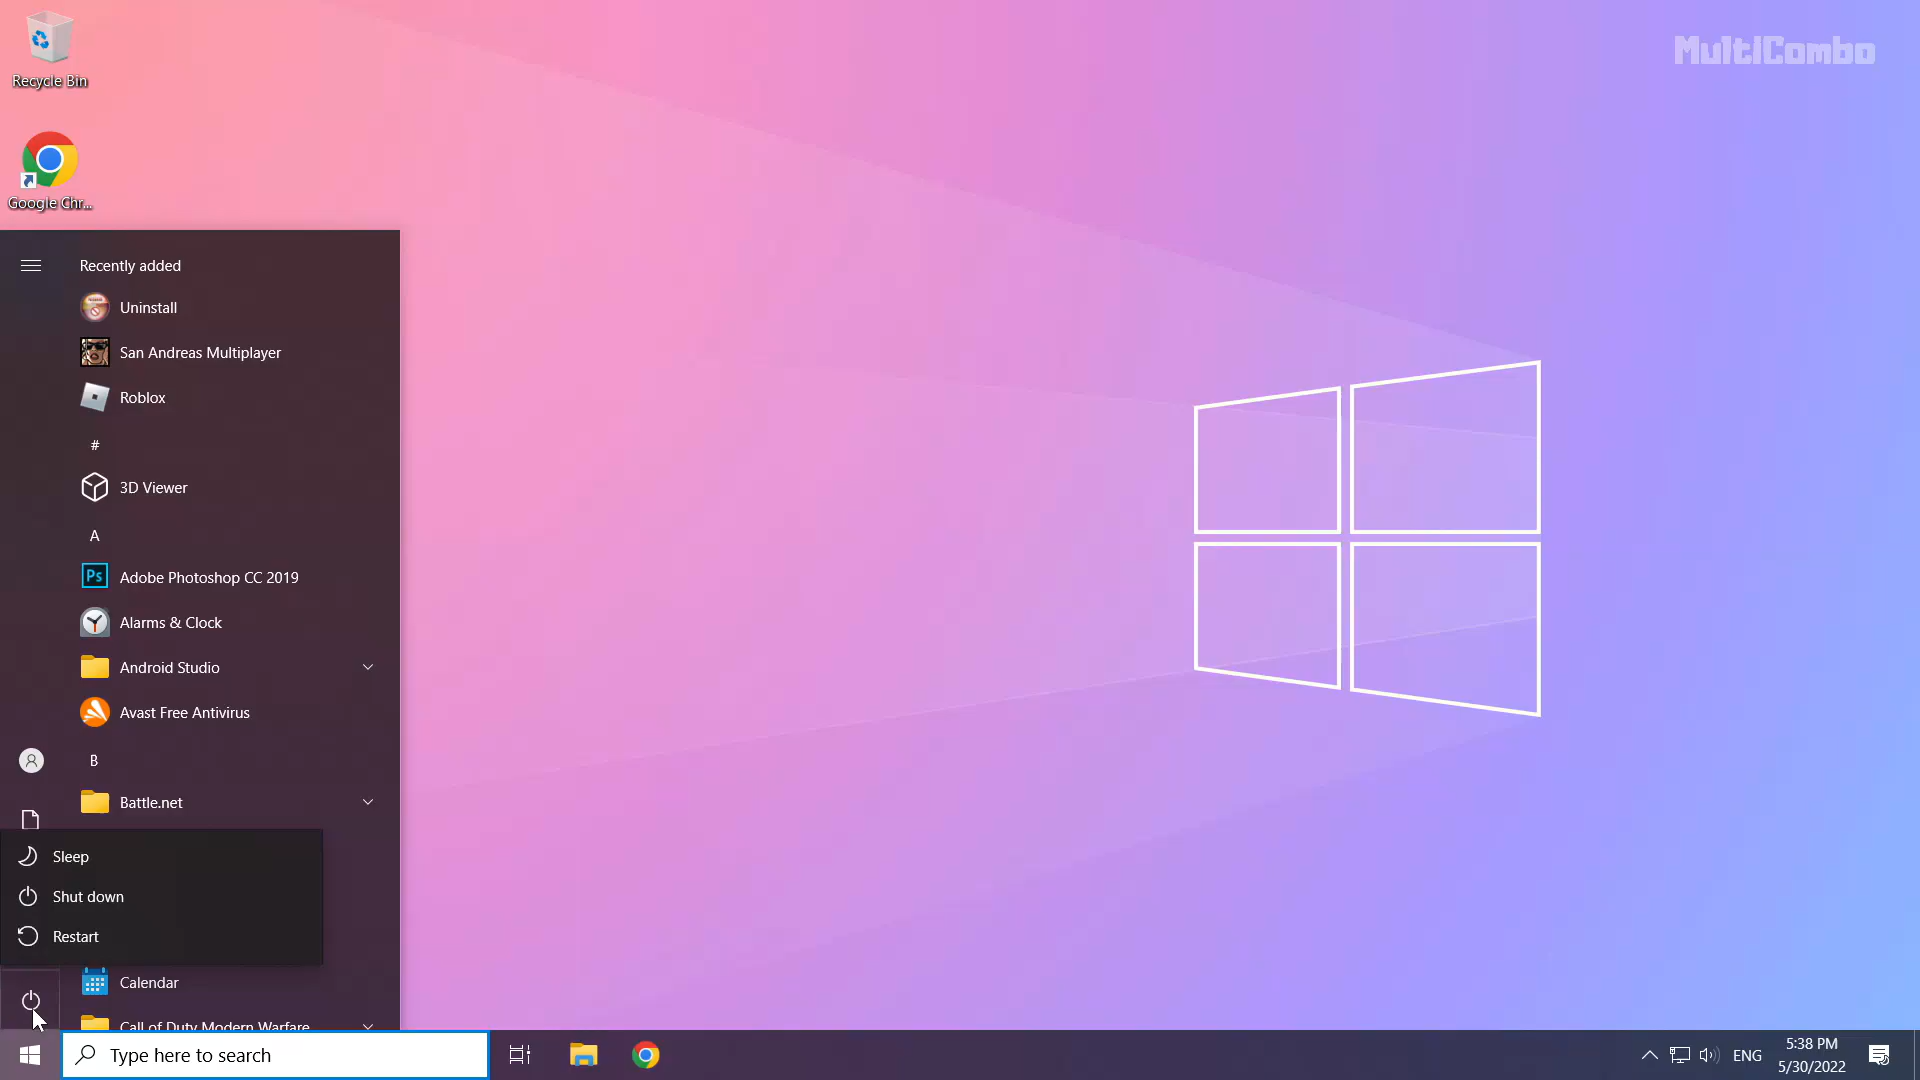 MultiCombo
Recycle Bin
Google Chr...
Recently added
Uninstall
San Andreas Multiplayer
Roblox
#
3D Viewer
A
Ps
Adobe Photoshop CC 2019
Alarms & Clock
Android Studio
Avast Free Antivirus
B
Battle.net
Sleep
Shut down
Restart
Calendar
Call of Duty Modern Warfare
Type here to search
ENG
5:38 PM
5/30/2022